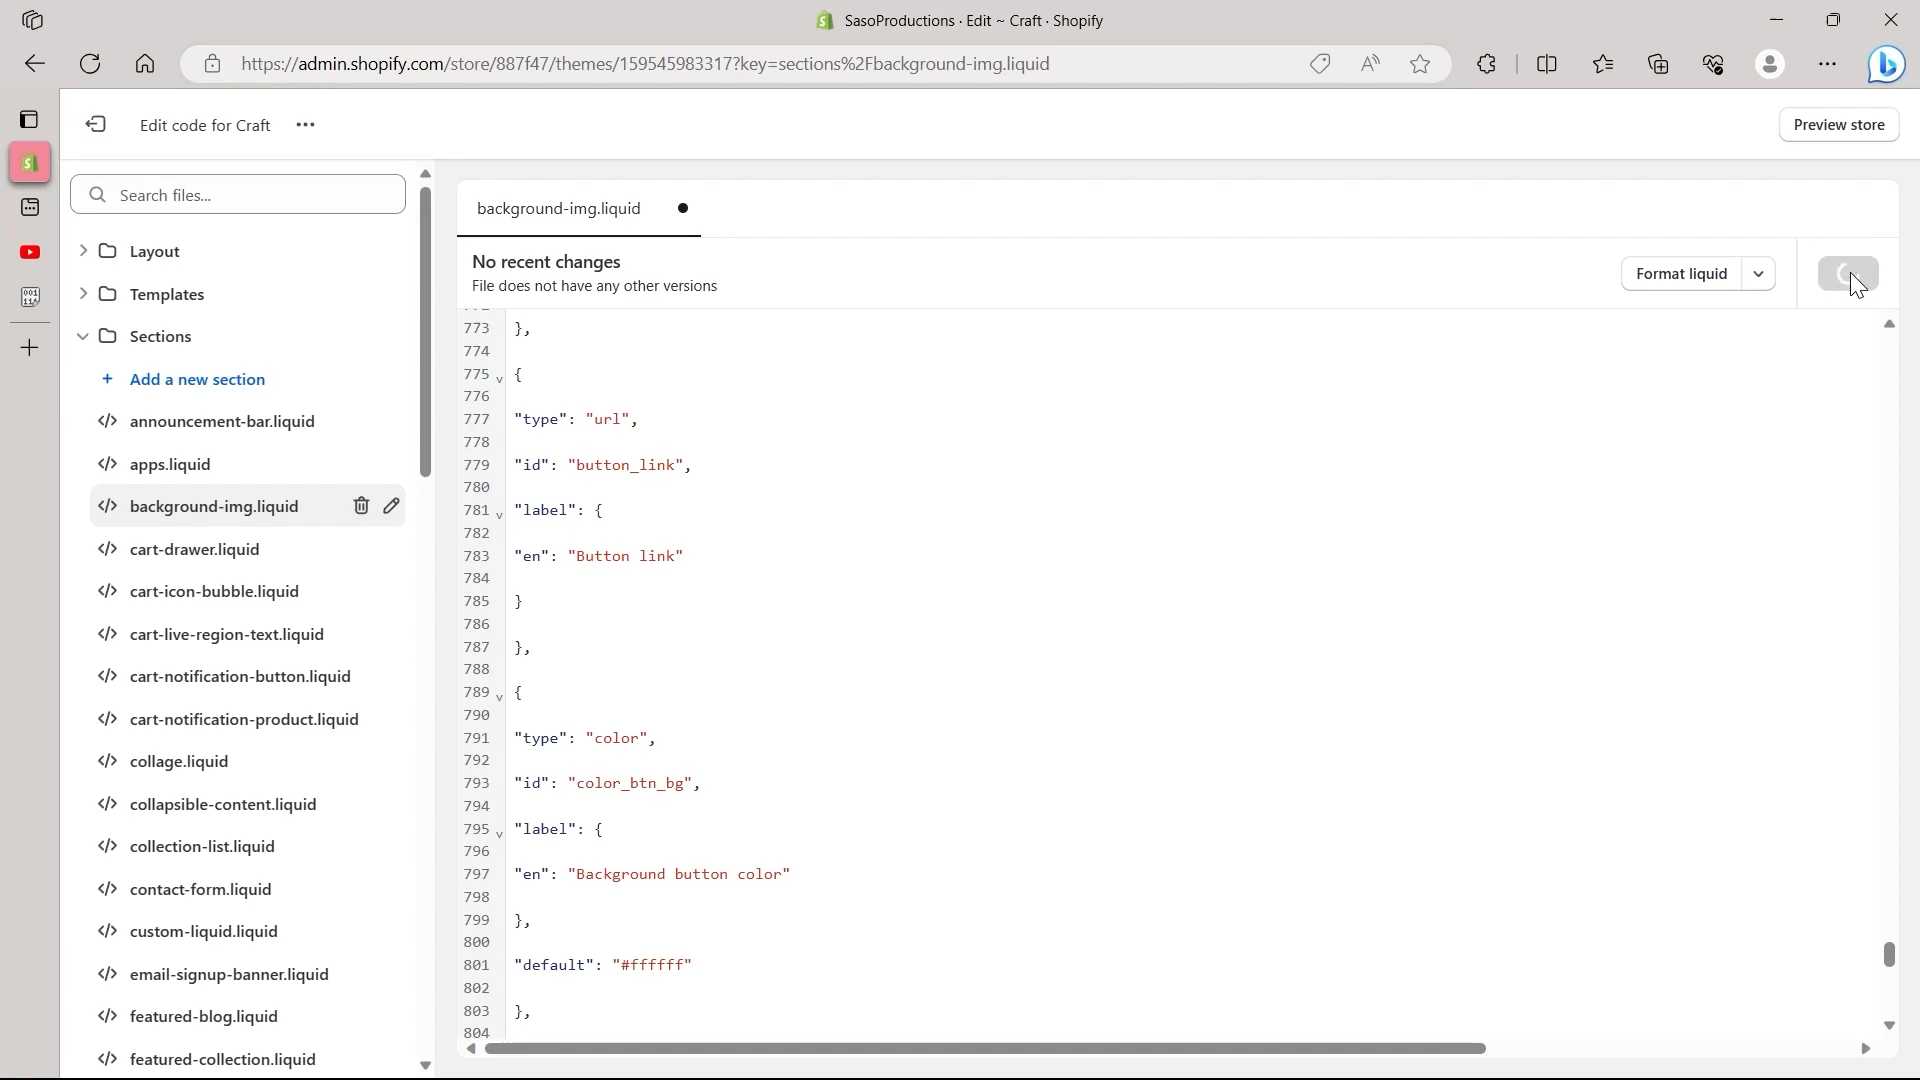 SasoProductions · Edit ~ Craft · Shopify
https://admin.shopify.com/store/887f47/themes/159545983317?key=sections%2Fbackground-img.liquid
Edit code for Craft
Preview store
Search files...
Layout
Templates
Sections
+ Add a new section
</> announcement-bar.liquid
</> apps.liquid
</> background-img.liquid
</> cart-drawer.liquid
</> cart-icon-bubble.liquid
</> cart-live-region-text.liquid
</> cart-notification-button.liquid
</> cart-notification-product.liquid
</> collage.liquid
</> collapsible-content.liquid
</> collection-list.liquid
</> contact-form.liquid
</> custom-liquid.liquid
</> email-signup-banner.liquid
</> featured-blog.liquid
</> featured-collection.liquid
background-img.liquid
No recent changes
File does not have any other versions
Format liquid
773 },
774
775 {
776
777 "type": "url",
778
779 "id": "button_link",
780
781 "label": {
782
783 "en": "Button link"
784
785 }
786
787 },
788
789 {
790
791 "type": "color",
792
793 "id": "color_btn_bg",
794
795 "label": {
796
797 "en": "Background button color"
798
799 },
800
801 "default": "#ffffff"
802
803 },
804